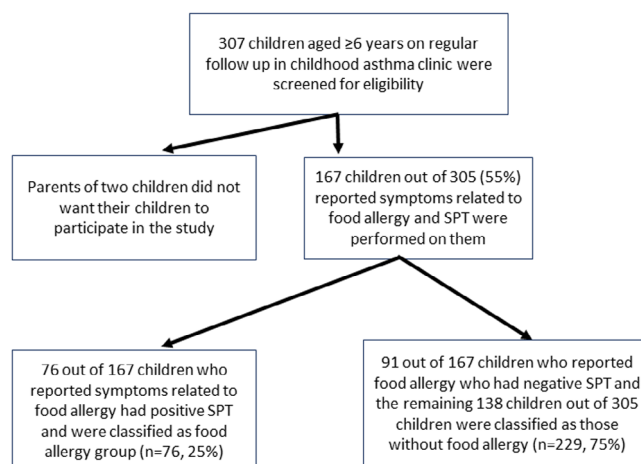 307 children aged ≥6 years on regular
follow up in childhood asthma clinic were
screened for eligibility
Parents of two children did not
want their children to
participate in the study
167 children out of 305 (55%)
reported symptoms related to
food allergy and SPT were
performed on them
76 out of 167 children who
reported symptoms related to
food allergy had positive SPT
and were classified as food
allergy group (n=76, 25%)
91 out of 167 children who reported
food allergy who had negative SPT and
the remaining 138 children out of 305
children were classified as those
without food allergy (n=229, 75%)